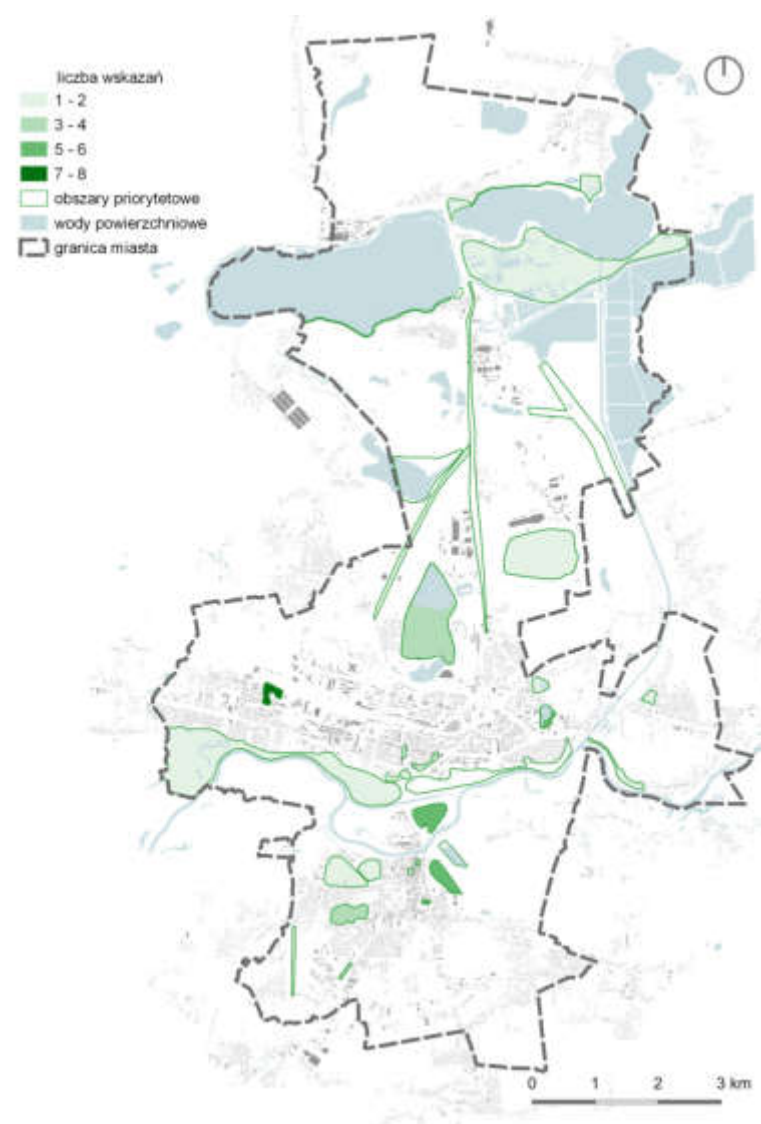 liczba wskazań
1 - 2
3 - 4
5 - 6
7 - 8
obszary priorytetowe
wody powierzchniowe
granica miasta
0 1 2 3 km